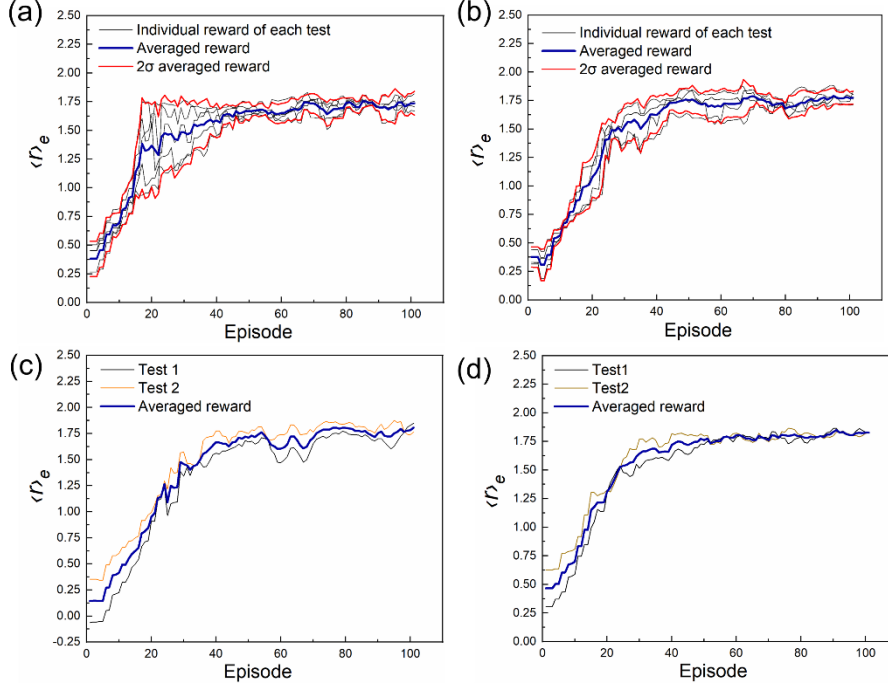 (a)
Individual reward of each test
Averaged reward
2σ averaged reward
2.50
2.25
2.00
1.75
1.50
1.25
1.00
0.75
0.50
0.25
0.00
⟨r⟩e
0 20 40 60 80 100
Episode
(b)
Individual reward of each test
Averaged reward
2σ averaged reward
2.50
2.25
2.00
1.75
1.50
1.25
1.00
0.75
0.50
0.25
0.00
⟨r⟩e
0 20 40 60 80 100
Episode
(c)
Test 1
Test 2
Averaged reward
2.50
2.25
2.00
1.75
1.50
1.25
1.00
0.75
0.50
0.25
0.00
-0.25
⟨r⟩e
0 20 40 60 80 100
Episode
(d)
Test1
Test2
Averaged reward
2.50
2.25
2.00
1.75
1.50
1.25
1.00
0.75
0.50
0.25
0.00
⟨r⟩e
0 20 40 60 80 100
Episode